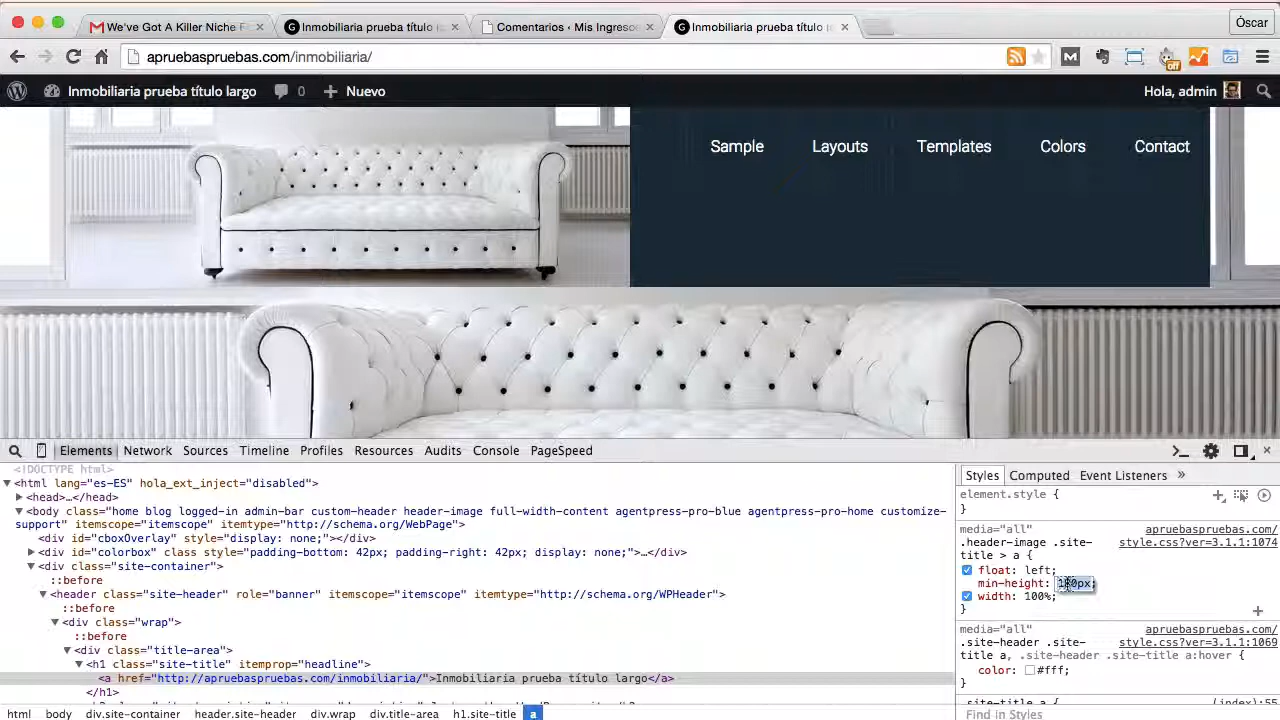 We've Got A Killer Niche F
Inmobiliaria prueba título
Comentarios ‹ Mis Ingreso
Inmobiliaria prueba título
Óscar
apruebaspruebas.com/inmobiliaria/
off
Inmobiliaria prueba título largo 0 Nuevo Hola, admin
Sample Layouts Templates Colors Contact
Elements Network Sources Timeline Profiles Resources Audits Console PageSpeed
<!DOCTYPE html>
<html lang="es-ES" hola_ext_inject="disabled">
<head>…</head>
<body class="home blog logged-in admin-bar custom-header header-image full-width-content agentpress-pro-blue agentpress-pro-home customize-
support" itemscope="itemscope" itemtype="http://schema.org/WebPage">
<div id="cboxOverlay" style="display: none;"></div>
<div id="colorbox" class style="padding-bottom: 42px; padding-right: 42px; display: none;">…</div>
<div class="site-container">
::before
<header class="site-header" role="banner" itemscope="itemscope" itemtype="http://schema.org/WPHeader">
::before
<div class="wrap">
::before
<div class="title-area">
<h1 class="site-title" itemprop="headline">
<a href="http://apruebaspruebas.com/inmobiliaria/">Inmobiliaria prueba título largo</a>
</h1>
html body div.site-container header.site-header div.wrap div.title-area h1.site-title a
Styles Computed Event Listeners »
element.style {
}
media="all" apruebaspruebas.com/
.header-image .site- style.css?ver=3.1.1:1074
title > a {
float: left;
min-height:
width: 100%;
}
media="all" apruebaspruebas.com/
.site-header .site- style.css?ver=3.1.1:1069
title a, .site-header .site-title a:hover {
color: #fff;
}
.site-title a { (index):55
Find in Styles